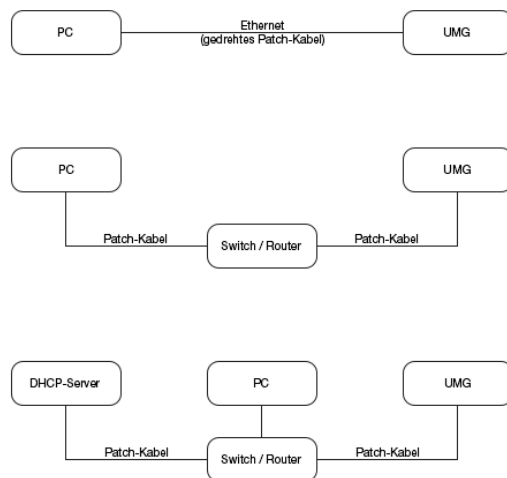 PC
Ethernet
(gedrehtes Patch-Kabel)
UMG
PC
UMG
Patch-Kabel
Switch / Router
Patch-Kabel
DHCP-Server
PC
UMG
Patch-Kabel
Switch / Router
Patch-Kabel